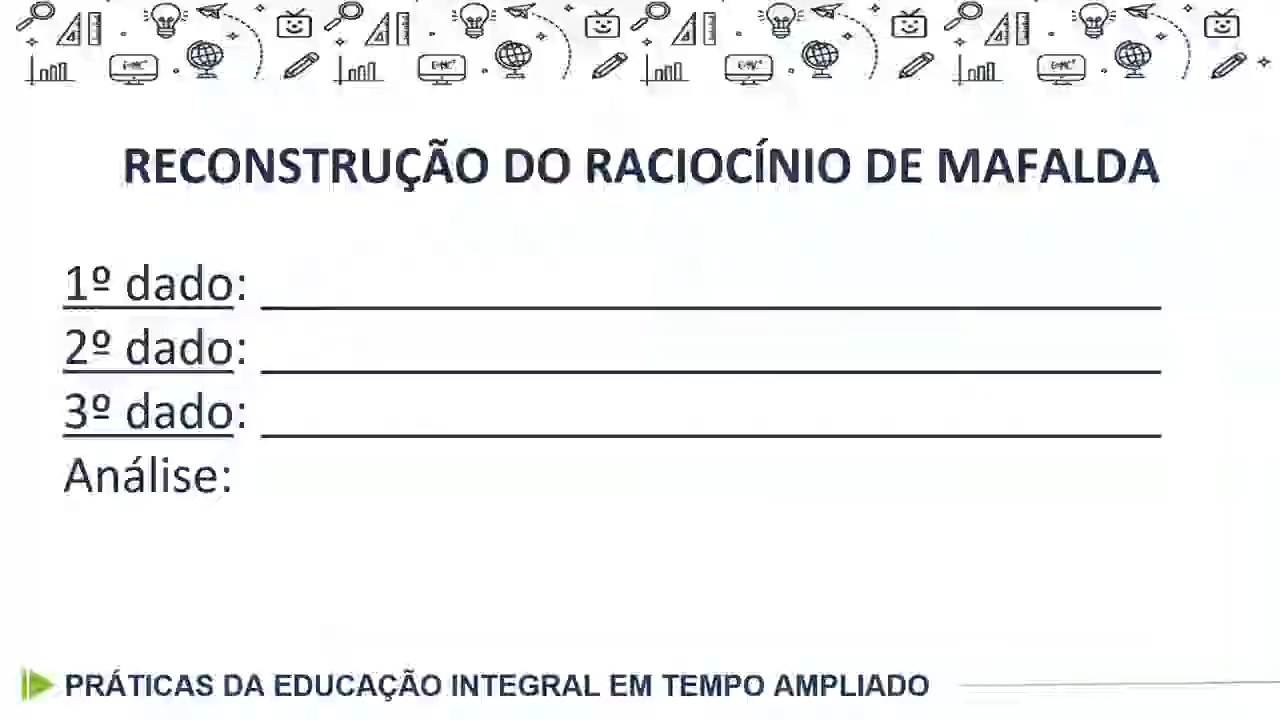 RECONSTRUÇÃO DO RACIOCÍNIO DE MAFALDA
1º dado:
2º dado:
3º dado:
Análise:
PRÁTICAS DA EDUCAÇÃO INTEGRAL EM TEMPO AMPLIADO